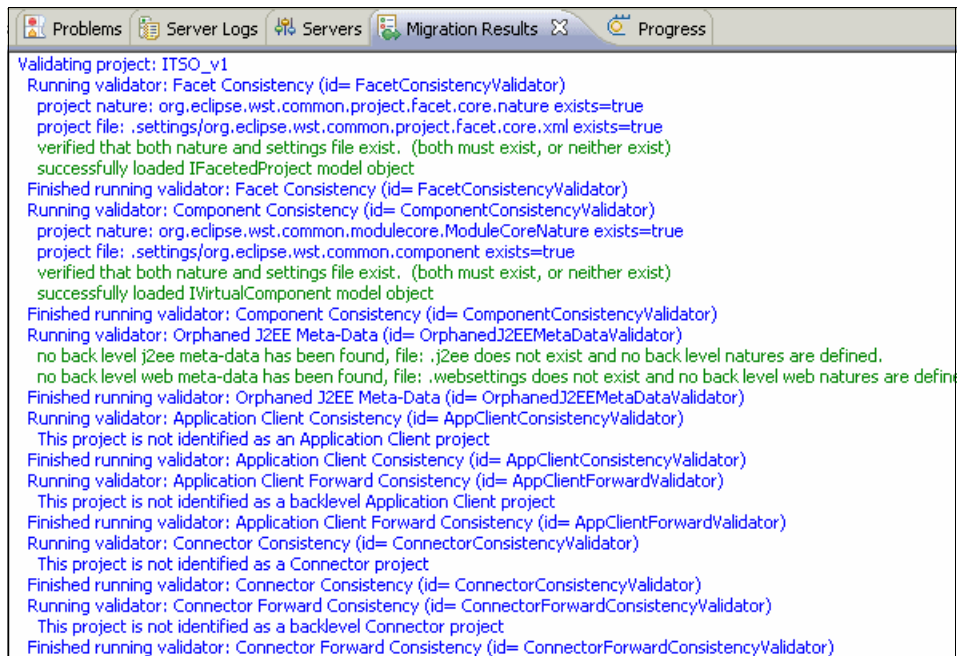 Problems Server Logs Servers Migration Results Progress
Validating project: ITSO_v1
Running validator: Facet Consistency (id= FacetConsistencyValidator)
project nature: org.eclipse.wst.common.project.facet.core.nature exists=true
project file: .settings/org.eclipse.wst.common.project.facet.core.xml exists=true
verified that both nature and settings file exist. (both must exist, or neither exist)
successfully loaded IFacetedProject model object
Finished running validator: Facet Consistency (id= FacetConsistencyValidator)
Running validator: Component Consistency (id= ComponentConsistencyValidator)
project nature: org.eclipse.wst.common.modulecore.ModuleCoreNature exists=true
project file: .settings/org.eclipse.wst.common.component exists=true
verified that both nature and settings file exist. (both must exist, or neither exist)
successfully loaded IVirtualComponent model object
Finished running validator: Component Consistency (id= ComponentConsistencyValidator)
Running validator: Orphaned J2EE Meta-Data (id= OrphanedJ2EEMetaDataValidator)
no back level j2ee meta-data has been found, file: .j2ee does not exist and no back level natures are defined.
no back level web meta-data has been found, file: .websettings does not exist and no back level web natures are define
Finished running validator: Orphaned J2EE Meta-Data (id= OrphanedJ2EEMetaDataValidator)
Running validator: Application Client Consistency (id= AppClientConsistencyValidator)
This project is not identified as an Application Client project
Finished running validator: Application Client Consistency (id= AppClientConsistencyValidator)
Running validator: Application Client Forward Consistency (id= AppClientForwardValidator)
This project is not identified as a backlevel Application Client project
Finished running validator: Application Client Forward Consistency (id= AppClientForwardValidator)
Running validator: Connector Consistency (id= ConnectorConsistencyValidator)
This project is not identified as a Connector project
Finished running validator: Connector Consistency (id= ConnectorConsistencyValidator)
Running validator: Connector Forward Consistency (id= ConnectorForwardConsistencyValidator)
This project is not identified as a backlevel Connector project
Finished running validator: Connector Forward Consistency (id= ConnectorForwardConsistencyValidator)